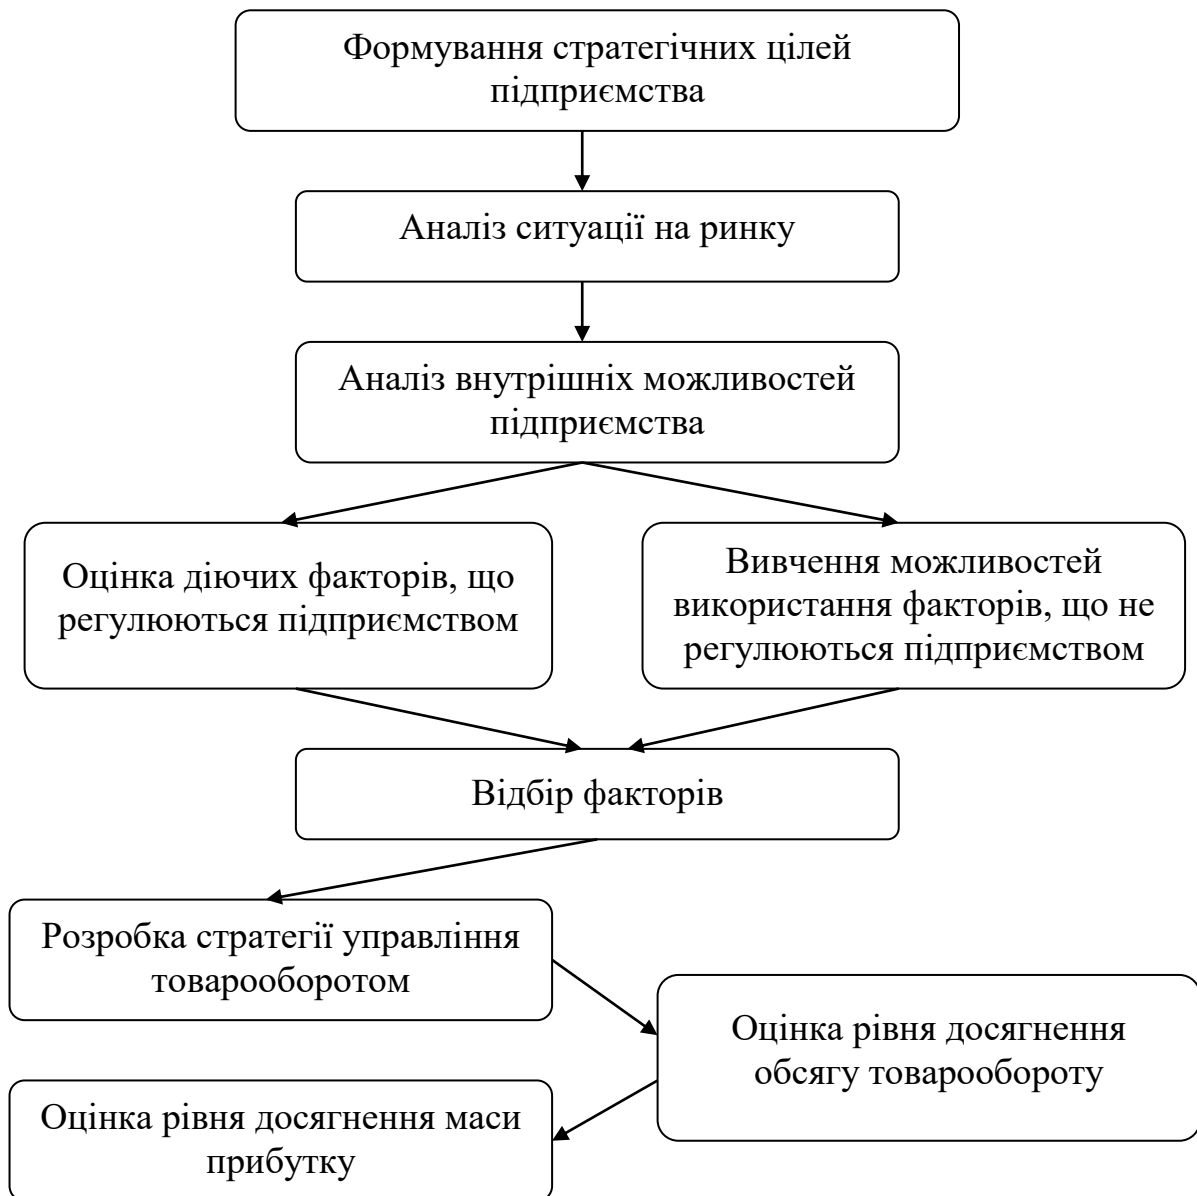 Формування стратегічних цілей
підприємства
Аналіз ситуації на ринку
Аналіз внутрішніх можливостей
підприємства
Оцінка діючих факторів, що
регулюються підприємством
Вивчення можливостей
використання факторів, що не
регулюються підприємством
Відбір факторів
Розробка стратегії управління
товарооборотом
Оцінка рівня досягнення
обсягу товарообороту
Оцінка рівня досягнення маси
прибутку